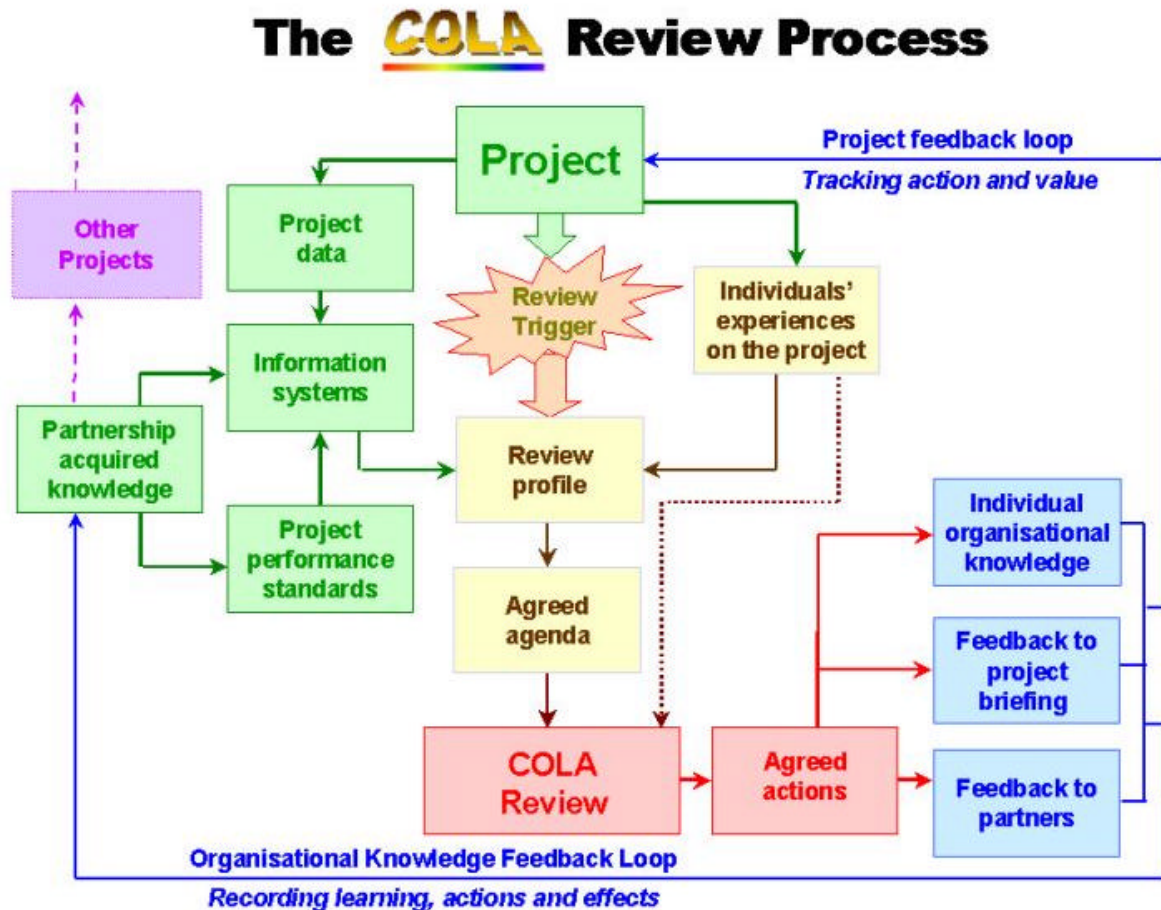 The COLA Review Process
Project
Project feedback loop
Tracking action and value
Other
Projects
Project
data
Review
Trigger
Individuals'
experiences
on the project
Information
systems
Partnership
acquired
knowledge
Review
profile
Project
performance
standards
Individual
organisational
knowledge
Agreed
agenda
Feedback to
project
briefing
COLA
Review
Agreed
actions
Feedback to
partners
Organisational Knowledge Feedback Loop
Recording learning, actions and effects